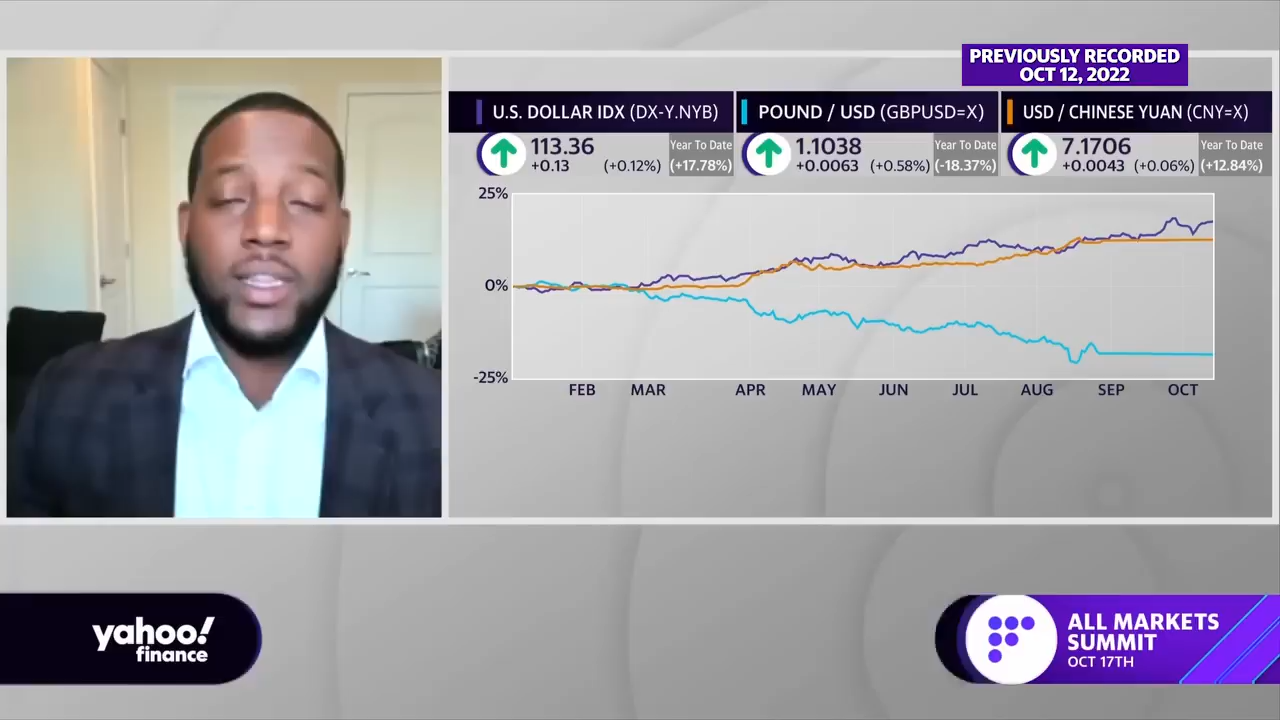 PREVIOUSLY RECORDED
OCT 12, 2022
U.S. DOLLAR IDX (DX-Y.NYB)
113.36
+0.13 (+0.12%)
Year To Date
(+17.78%)
POUND / USD (GBPUSD=X)
1.1038
+0.0063 (+0.58%)
Year To Date
(-18.37%)
USD / CHINESE YUAN (CNY=X)
7.1706
+0.0043 (+0.06%)
Year To Date
(+12.84%)
25%
0%
-25%
FEB MAR APR MAY JUN JUL AUG SEP OCT
yahoo!
finance
ALL MARKETS
SUMMIT
OCT 17TH